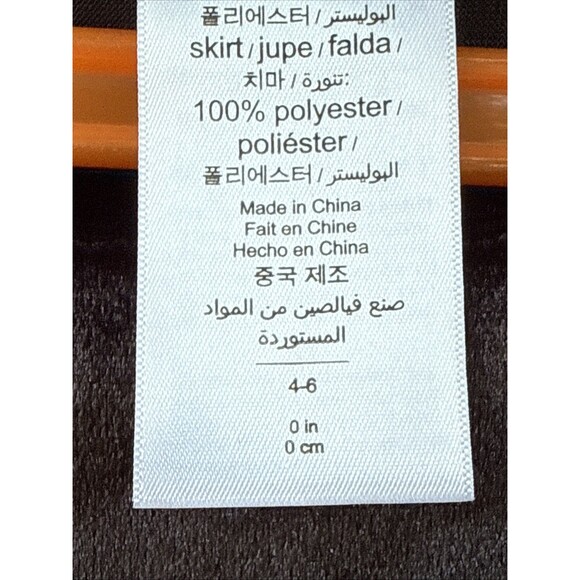 폴리에스터 / البوليستر /
skirt / jupe / falda /
치마 / تنورة:
100% polyester /
poliéster /
폴리에스터 / البوليستر
Made in China
Fait en Chine
Hecho en China
중국 제조
صنع فيالصين من المواد
المستوردة
4-6
0 in
0 cm